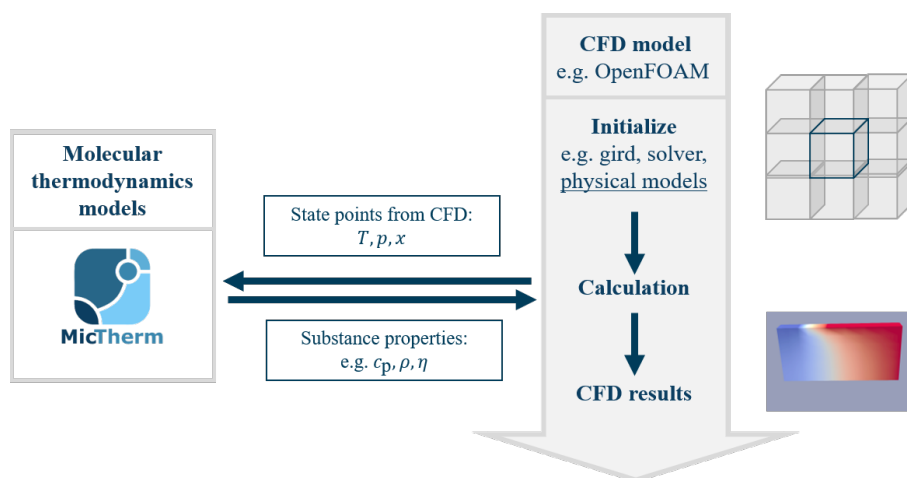 CFD model
e.g. OpenFOAM
Initialize
e.g. gird, solver,
physical models
Molecular
thermodynamics
models
MicTherm
State points from CFD:
T, p, x
Substance properties:
e.g. cₚ, ρ, η
Calculation
CFD results